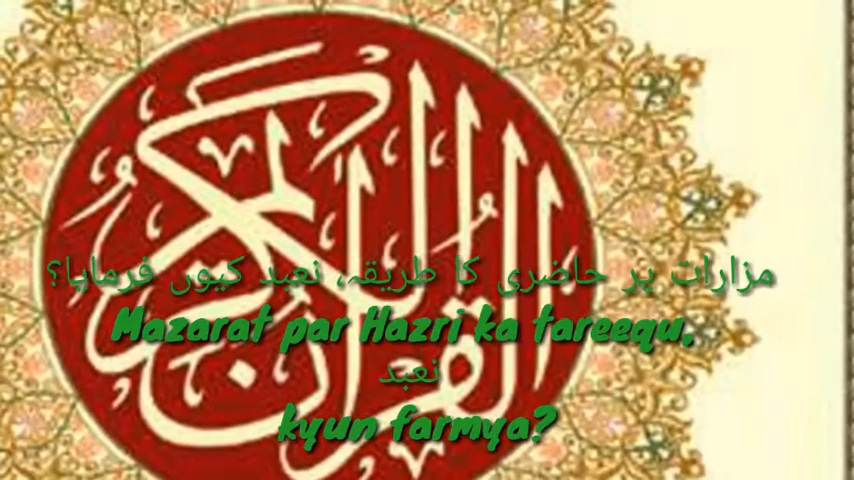 القرآن الكريم
مزارات پر حاضری کا طریقہ، نعبد کیوں فرمایا؟
Mazarat par Hazri ka tareequ,
نعبد
kyun farmya?